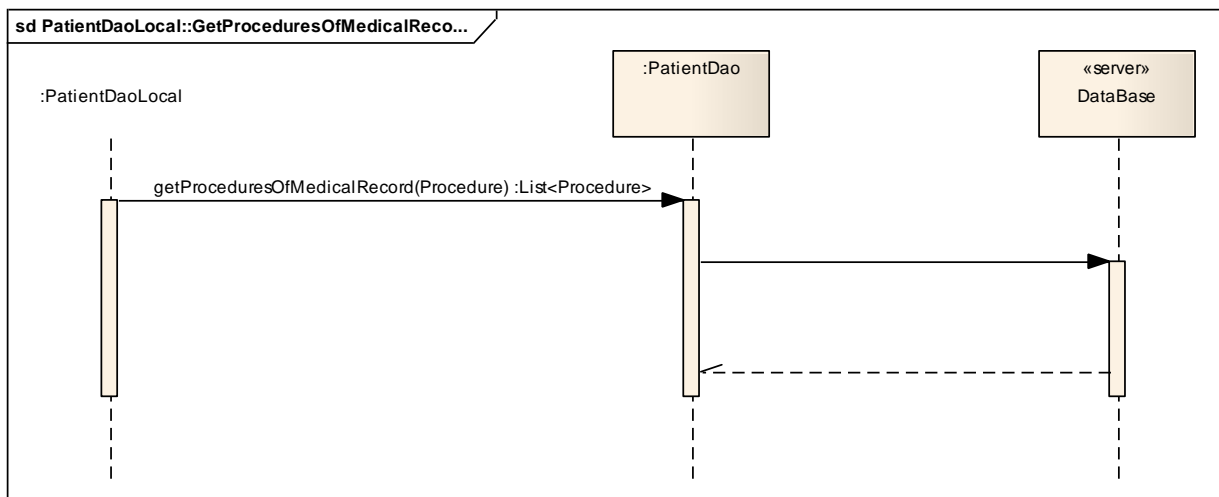 sd PatientDaoLocal::GetProceduresOfMedicalReco...
:PatientDaoLocal
:PatientDao
«server»
DataBase
getProceduresOfMedicalRecord(Procedure) :List<Procedure>